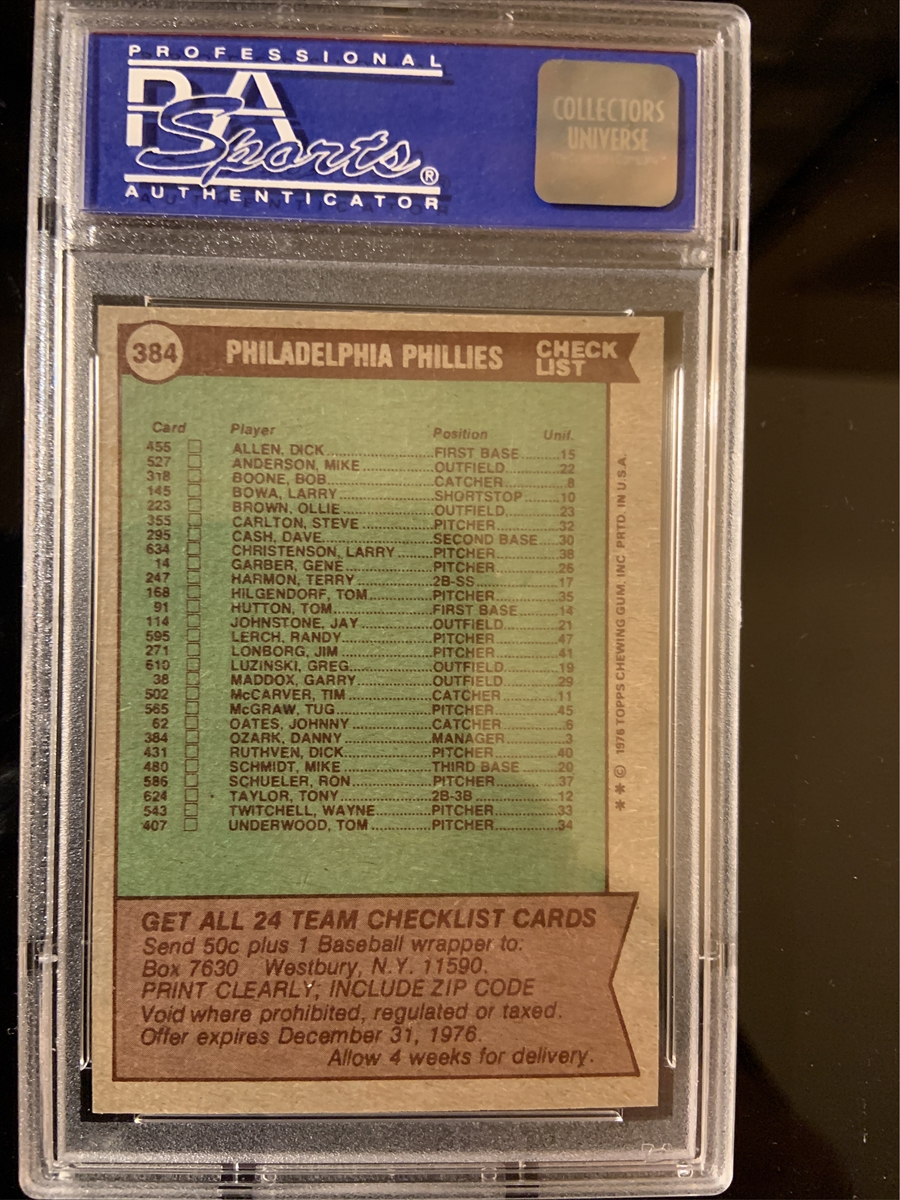 PROFESSIONAL
PSA
Sports®
AUTHENTICATOR
COLLECTORS
UNIVERSE
384 PHILADELPHIA PHILLIES CHECK LIST
Card Player Position Unif.
455 ALLEN, DICK FIRST BASE 15
527 ANDERSON, MIKE OUTFIELD 22
318 BOONE, BOB CATCHER 8
145 BOWA, LARRY SHORTSTOP 10
223 BROWN, OLLIE OUTFIELD 23
355 CARLTON, STEVE PITCHER 32
295 CASH, DAVE SECOND BASE 30
634 CHRISTENSON, LARRY PITCHER 38
14 GARBER, GENE PITCHER 26
247 HARMON, TERRY 2B-SS 17
168 HILGENDORF, TOM PITCHER 35
91 HUTTON, TOM FIRST BASE 14
114 JOHNSTONE, JAY OUTFIELD 21
595 LERCH, RANDY PITCHER 47
271 LONBORG, JIM PITCHER 41
610 LUZINSKI, GREG OUTFIELD 19
38 MADDOX, GARRY OUTFIELD 29
502 McCARVER, TIM CATCHER 11
565 McGRAW, TUG PITCHER 45
62 OATES, JOHNNY CATCHER 6
384 OZARK, DANNY MANAGER 3
431 RUTHVEN, DICK PITCHER 40
480 SCHMIDT, MIKE THIRD BASE 20
586 SCHUELER, RON PITCHER 37
624 TAYLOR, TONY 2B-3B 12
543 TWITCHELL, WAYNE PITCHER 33
407 UNDERWOOD, TOM PITCHER 34
**© 1976 TOPPS CHEWING GUM, INC. PRTD. IN U.S.A.
GET ALL 24 TEAM CHECKLIST CARDS
Send 50c plus 1 Baseball wrapper to:
Box 7630 Westbury, N.Y. 11590.
PRINT CLEARLY, INCLUDE ZIP CODE
Void where prohibited, regulated or taxed.
Offer expires December 31, 1976.
Allow 4 weeks for delivery.